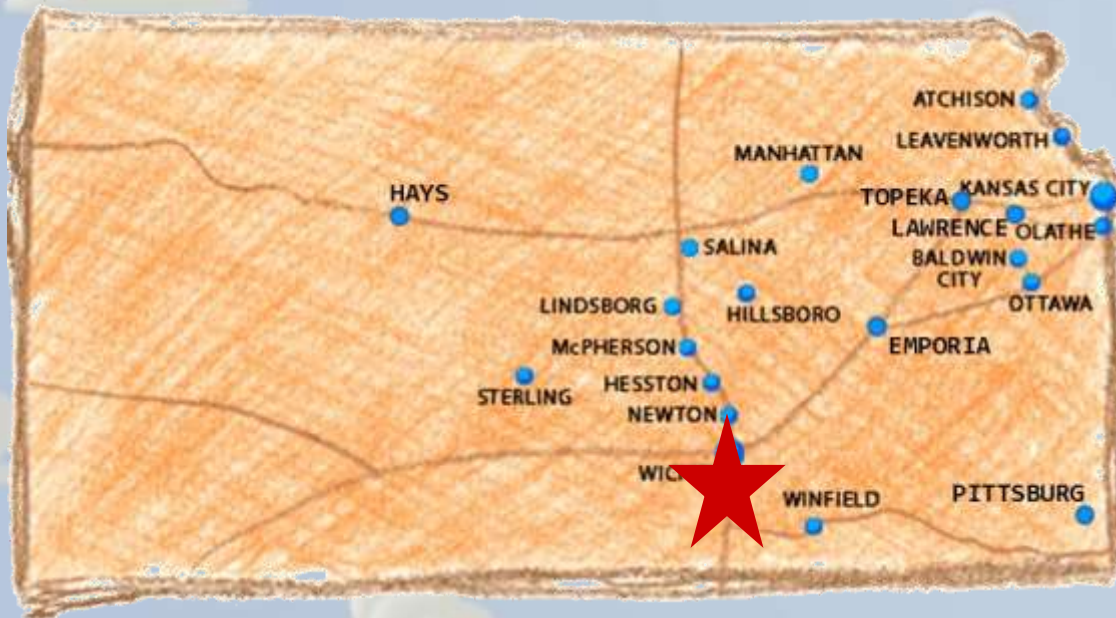 ATCHISON
LEAVENWORTH
MANHATTAN
KANSAS CITY
TOPEKA
HAYS
LAWRENCE
OLATHE
SALINA
BALDWIN
CITY
LINDSBORG
HILLSBORO
OTTAWA
McPHERSON
EMPORIA
HESSTON
STERLING
NEWTON
WIC
WINFIELD
PITTSBURG